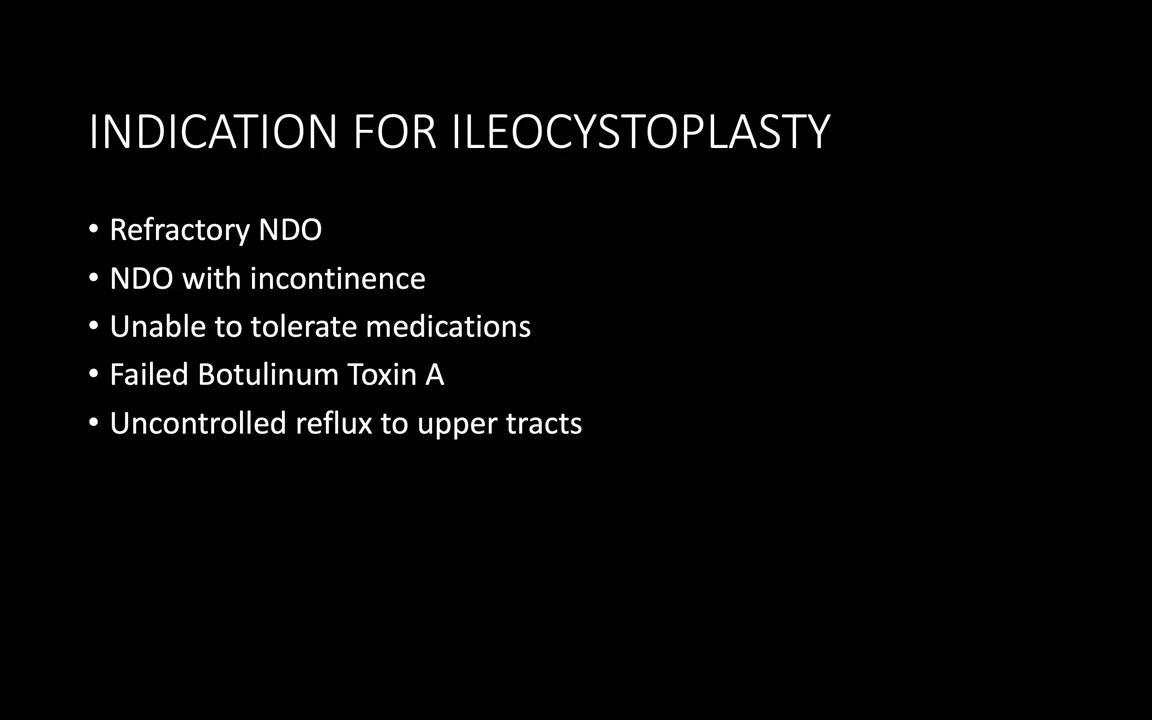 INDICATION FOR ILEOCYSTOPLASTY
• Refractory NDO
• NDO with incontinence
• Unable to tolerate medications
• Failed Botulinum Toxin A
• Uncontrolled reflux to upper tracts